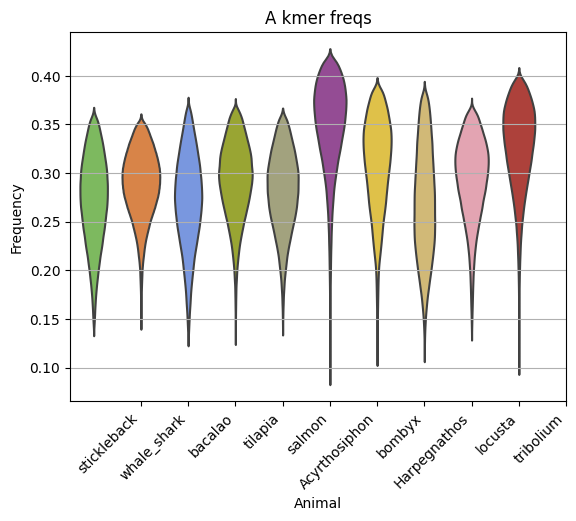 A kmer freqs
Frequency
0.40
0.35
0.30
0.25
0.20
0.15
0.10
stickleback
whale_shark
bacalao
tilapia
salmon
Acyrthosiphon
bombyx
Harpegnathos
locusta
tribolium
Animal